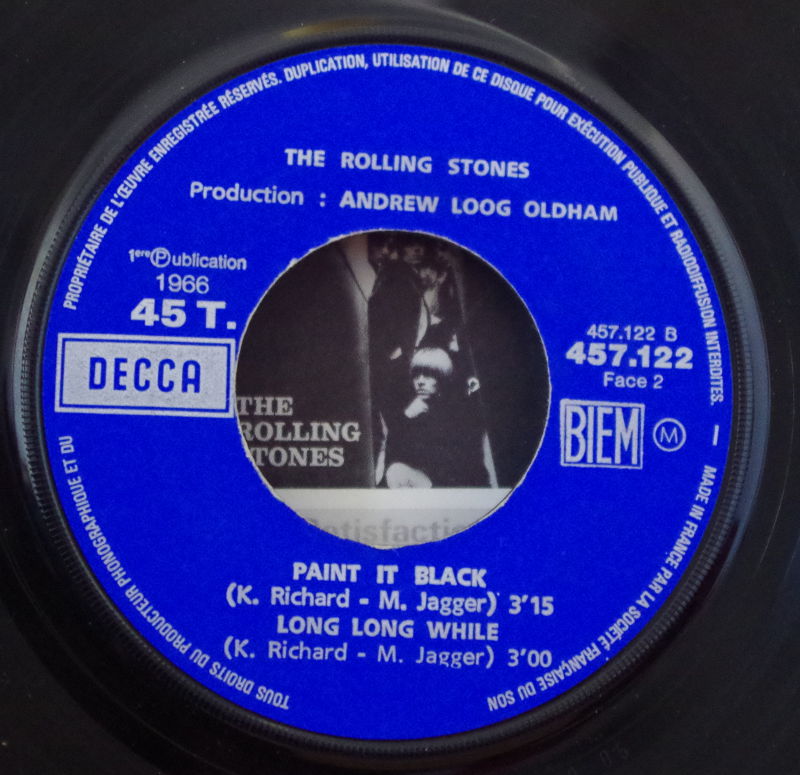 TOUS DROITS DU PRODUCTEUR PHONOGRAPHIQUE ET DU PROPRIÉTAIRE DE L'ŒUVRE ENREGISTRÉE RÉSERVÉS. DUPLICATION, UTILISATION DE CE DISQUE POUR EXÉCUTION PUBLIQUE ET RADIODIFFUSION INTERDITES. — MADE IN FRANCE PAR LA SOCIÉTÉ FRANÇAISE DU SON
THE ROLLING STONES
Production : ANDREW LOOG OLDHAM
1ere Ⓟublication
1966
45 T.
DECCA
457.122 B
457.122
Face 2
BIEM Ⓜ
THE
ROLLING
STONES
Satisfaction
PAINT IT BLACK
(K. Richard - M. Jagger) 3'15
LONG LONG WHILE
(K. Richard - M. Jagger) 3'00